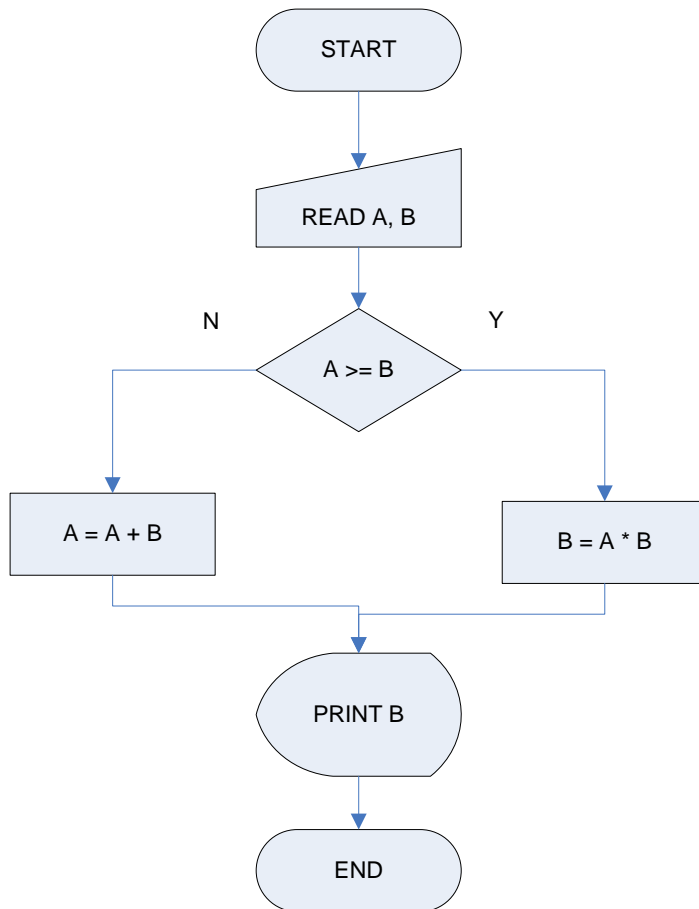 START
READ A, B
N
Y
A >= B
A = A + B
B = A * B
PRINT B
END